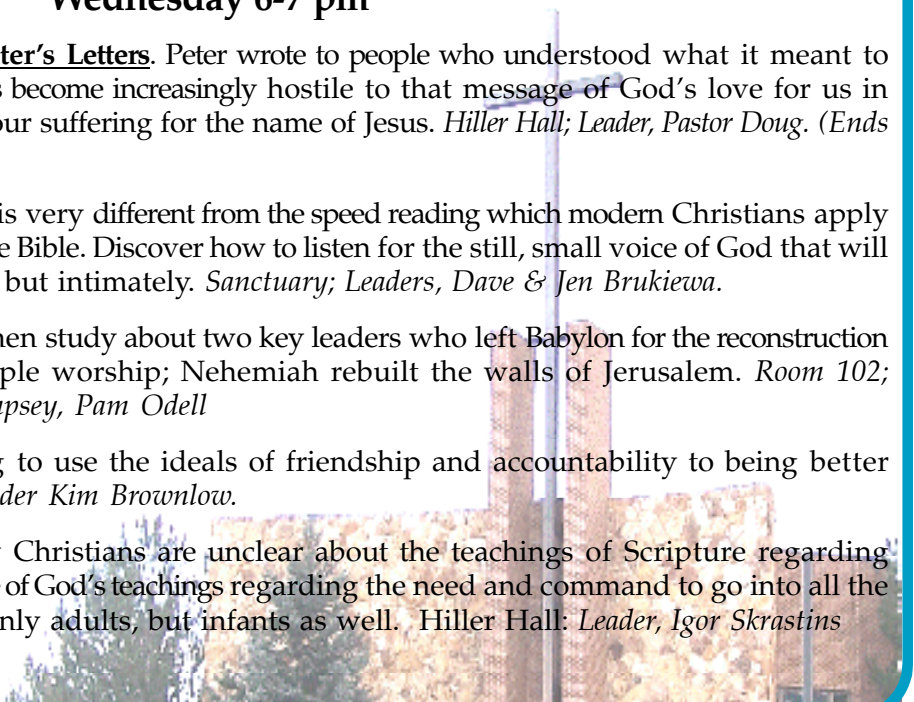 Wednesday 6-7 pm
ter's Letters. Peter wrote to people who understood what it meant to
s become increasingly hostile to that message of God's love for us in
our suffering for the name of Jesus. Hiller Hall; Leader, Pastor Doug. (Ends
is very different from the speed reading which modern Christians apply
e Bible. Discover how to listen for the still, small voice of God that will
but intimately. Sanctuary; Leaders, Dave & Jen Brukiewa.
men study about two key leaders who left Babylon for the reconstruction
ple worship; Nehemiah rebuilt the walls of Jerusalem. Room 102;
psey, Pam Odell
g to use the ideals of friendship and accountability to being better
der Kim Brownlow.
Christians are unclear about the teachings of Scripture regarding
e of God's teachings regarding the need and command to go into all the
nly adults, but infants as well. Hiller Hall: Leader, Igor Skrastins